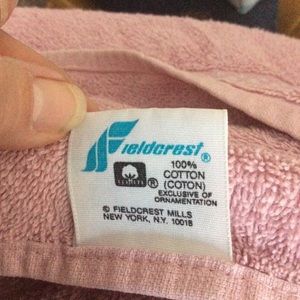 Fieldcrest®
®
100%
COTTON
(COTON)
EXCLUSIVE OF
ORNAMENTATION
© FIELDCREST MILLS
NEW YORK, N.Y. 10018